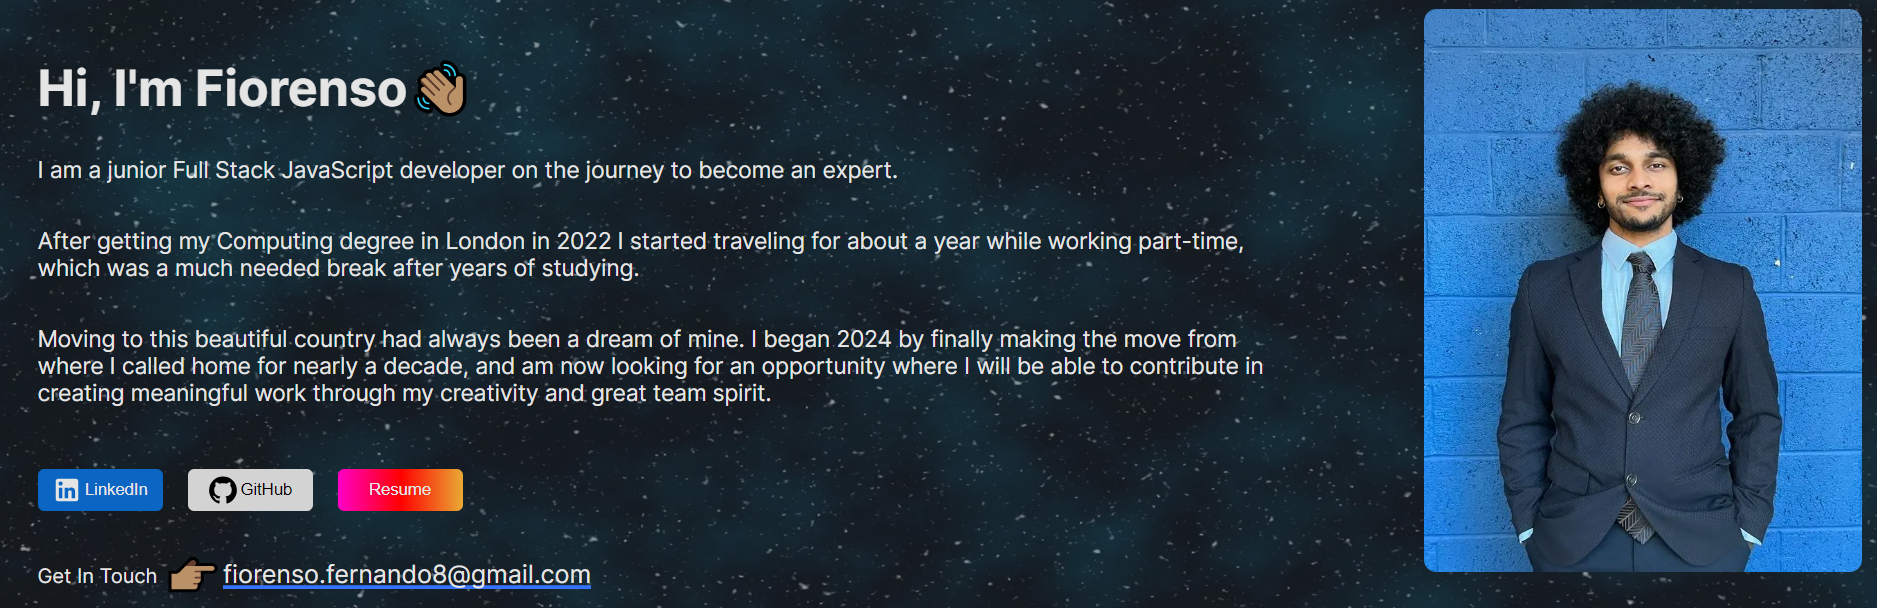 Hi, I'm Fiorenso
I am a junior Full Stack JavaScript developer on the journey to become an expert.
After getting my Computing degree in London in 2022 I started traveling for about a year while working part-time,
which was a much needed break after years of studying.
Moving to this beautiful country had always been a dream of mine. I began 2024 by finally making the move from
where I called home for nearly a decade, and am now looking for an opportunity where I will be able to contribute in
creating meaningful work through my creativity and great team spirit.
in LinkedIn GitHub Resume
Get In Touch fiorenso.fernando8@gmail.com